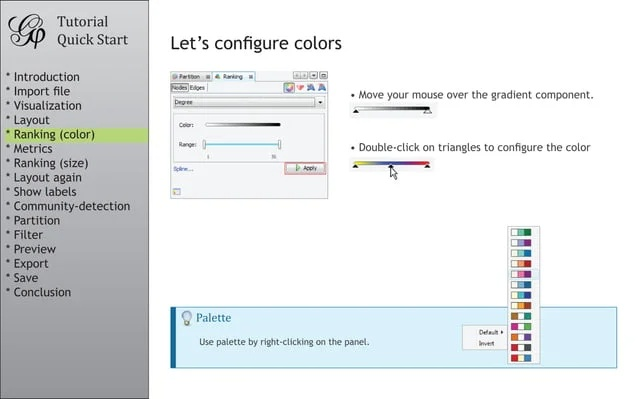 Tutorial
Quick Start
* Introduction
* Import file
* Visualization
* Layout
* Ranking (color)
* Metrics
* Ranking (size)
* Layout again
* Show labels
* Community-detection
* Partition
* Filter
* Preview
* Export
* Save
* Conclusion
Let's configure colors
Partition
Ranking
Nodes Edges
Degree
Color:
Range:
Spline...
Apply
• Move your mouse over the gradient component.
• Double-click on triangles to configure the color
Palette
Use palette by right-clicking on the panel.
Default
Invert